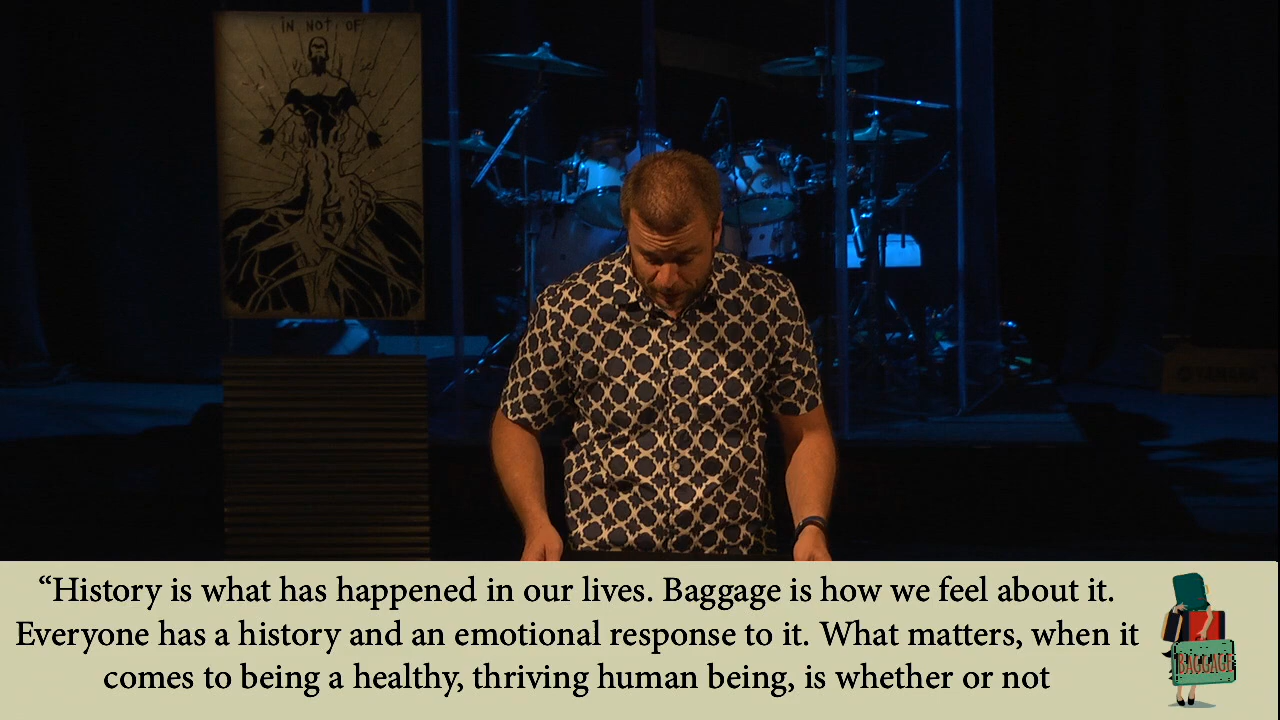 IN NOT OF
YAMAHA
“History is what has happened in our lives. Baggage is how we feel about it.
Everyone has a history and an emotional response to it. What matters, when it
comes to being a healthy, thriving human being, is whether or not
BAGGAGE